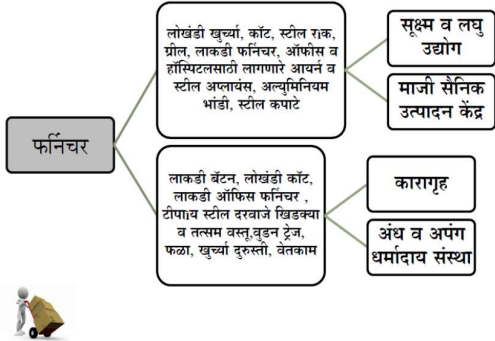 फर्निचर
लोखंडी खुर्च्या, कॉट, स्टील रॅक,
ग्रील, लाकडी फर्निचर, ऑफीस व
हॉस्पिटलसाठी लागणारे आयर्न व
स्टील अप्लायंस, अल्युमिनियम
भांडी, स्टील कपाटे
सूक्ष्म व लघु
उद्योग
माजी सैनिक
उत्पादन केंद्र
लाकडी बॅटन, लोखंडी कॉट,
लाकडी ऑफिस फर्निचर ,
स्टील दरवाजे खिडक्या
व तत्सम वस्तू,वुडन ट्रेज,
फळा, खुर्च्या दुरुस्ती, वेतकाम
कारागृह
अंध व अपंग
धर्मादाय संस्था